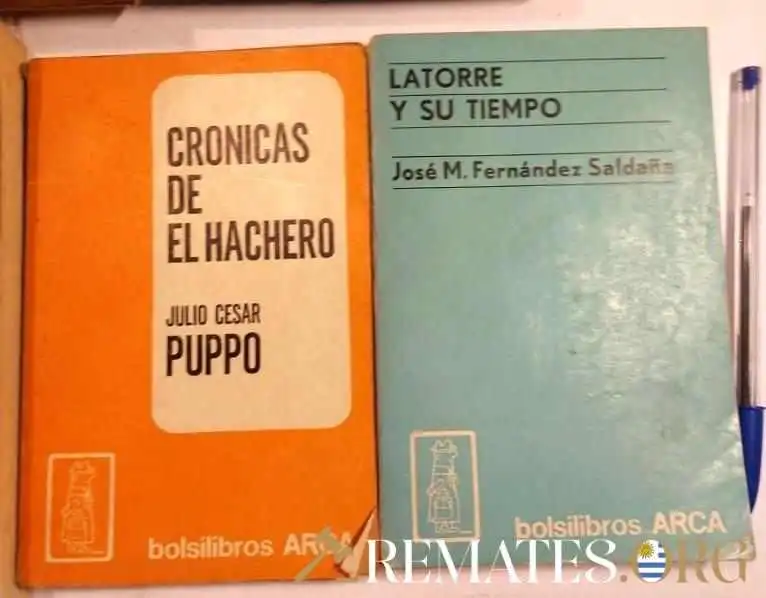 CRONICAS
DE
EL HACHERO
JULIO CESAR
PUPPO
bolsilibros ARCA
LATORRE
Y SU TIEMPO
José M. Fernández Saldaña
bolsilibros ARCA
REMATES.ORG